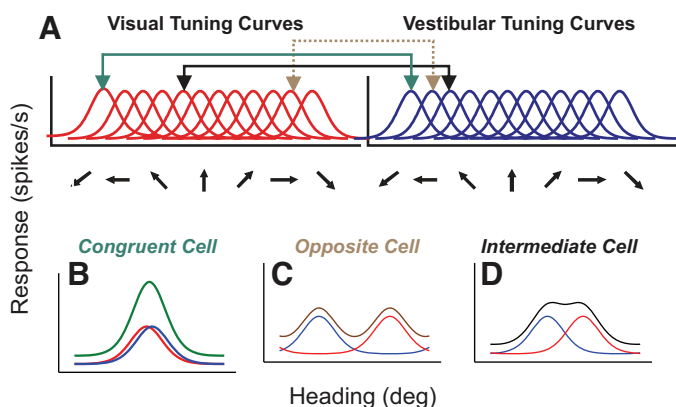 A
Visual Tuning Curves
Vestibular Tuning Curves
Response (spikes/s)
Congruent Cell
Opposite Cell
Intermediate Cell
B
C
D
Heading (deg)